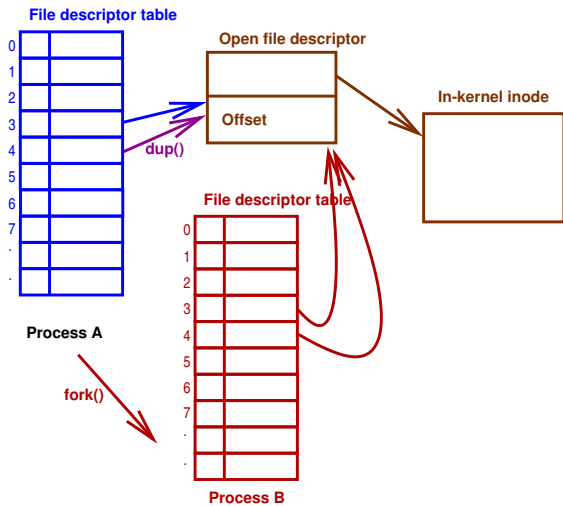 File descriptor table
0
1
2
3
4
5
6
7
.
.
Process A
fork()
dup()
Open file descriptor
Offset
In-kernel inode
File descriptor table
0
1
2
3
4
5
6
7
.
.
Process B